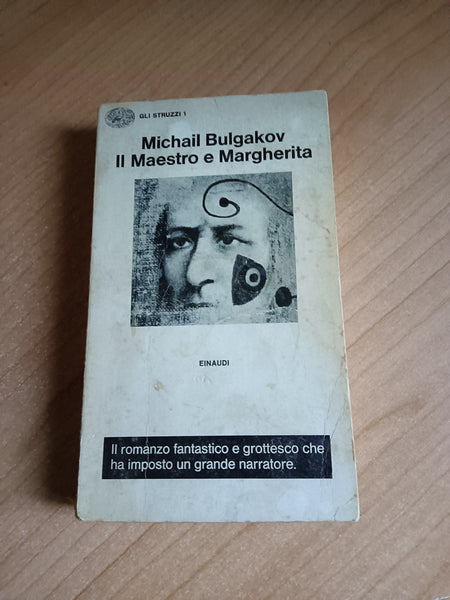 GLI STRUZZI 1
Michail Bulgakov
Il Maestro e Margherita
EINAUDI
Il romanzo fantastico e grottesco che
ha imposto un grande narratore.